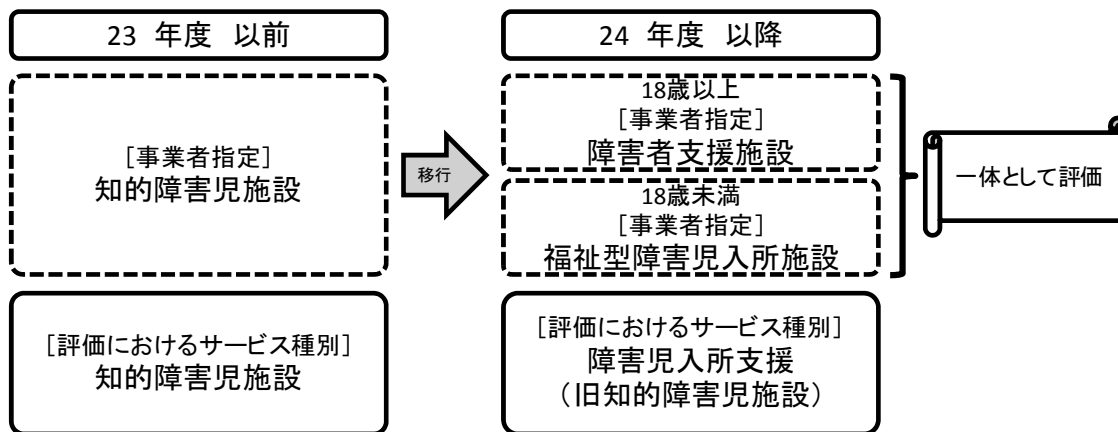 23 年度 以前
[事業者指定]
知的障害児施設
[評価におけるサービス種別]
知的障害児施設
移行
24 年度 以降
18歳以上
[事業者指定]
障害者支援施設
18歳未満
[事業者指定]
福祉型障害児入所施設
[評価におけるサービス種別]
障害児入所支援
（旧知的障害児施設）
一体として評価